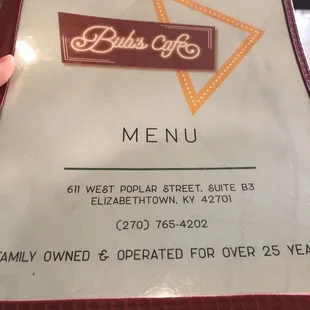 Bub's Cafe
MENU
611 WEST POPLAR STREET, SUITE B3
ELIZABETHTOWN, KY 42701
(270) 765-4202
FAMILY OWNED & OPERATED FOR OVER 25 YEA